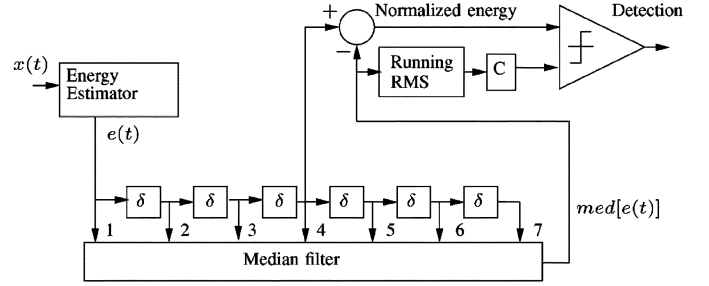 + Normalized energy Detection
−
x(t)
Energy
Estimator
Running
RMS
C
e(t)
δ δ δ δ δ δ
med[e(t)]
1 2 3 4 5 6 7
Median filter